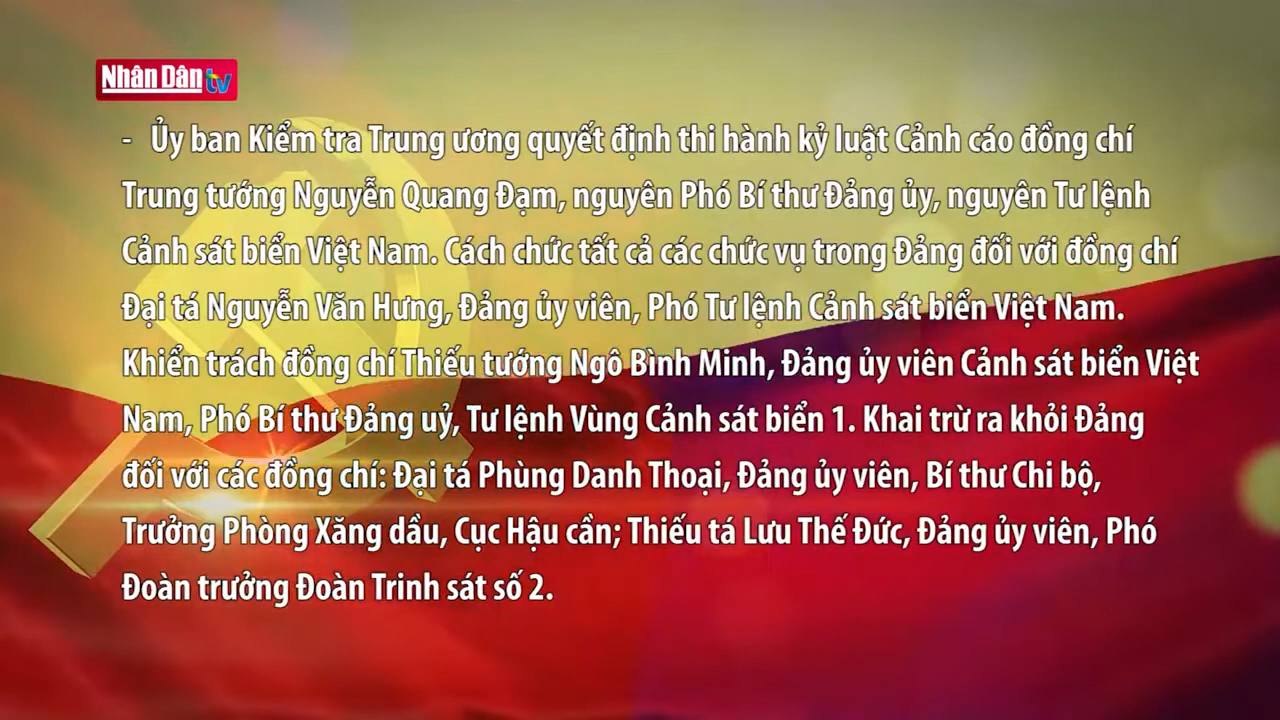 Nhân Dân tv
- Ủy ban Kiểm tra Trung ương quyết định thi hành kỷ luật Cảnh cáo đồng chí
Trung tướng Nguyễn Quang Đạm, nguyên Phó Bí thư Đảng ủy, nguyên Tư lệnh
Cảnh sát biển Việt Nam. Cách chức tất cả các chức vụ trong Đảng đối với đồng chí
Đại tá Nguyễn Văn Hưng, Đảng ủy viên, Phó Tư lệnh Cảnh sát biển Việt Nam.
Khiển trách đồng chí Thiếu tướng Ngô Bình Minh, Đảng ủy viên Cảnh sát biển Việt
Nam, Phó Bí thư Đảng uỷ, Tư lệnh Vùng Cảnh sát biển 1. Khai trừ ra khỏi Đảng
đối với các đồng chí: Đại tá Phùng Danh Thoại, Đảng ủy viên, Bí thư Chi bộ,
Trưởng Phòng Xăng dầu, Cục Hậu cần; Thiếu tá Lưu Thế Đức, Đảng ủy viên, Phó
Đoàn trưởng Đoàn Trinh sát số 2.